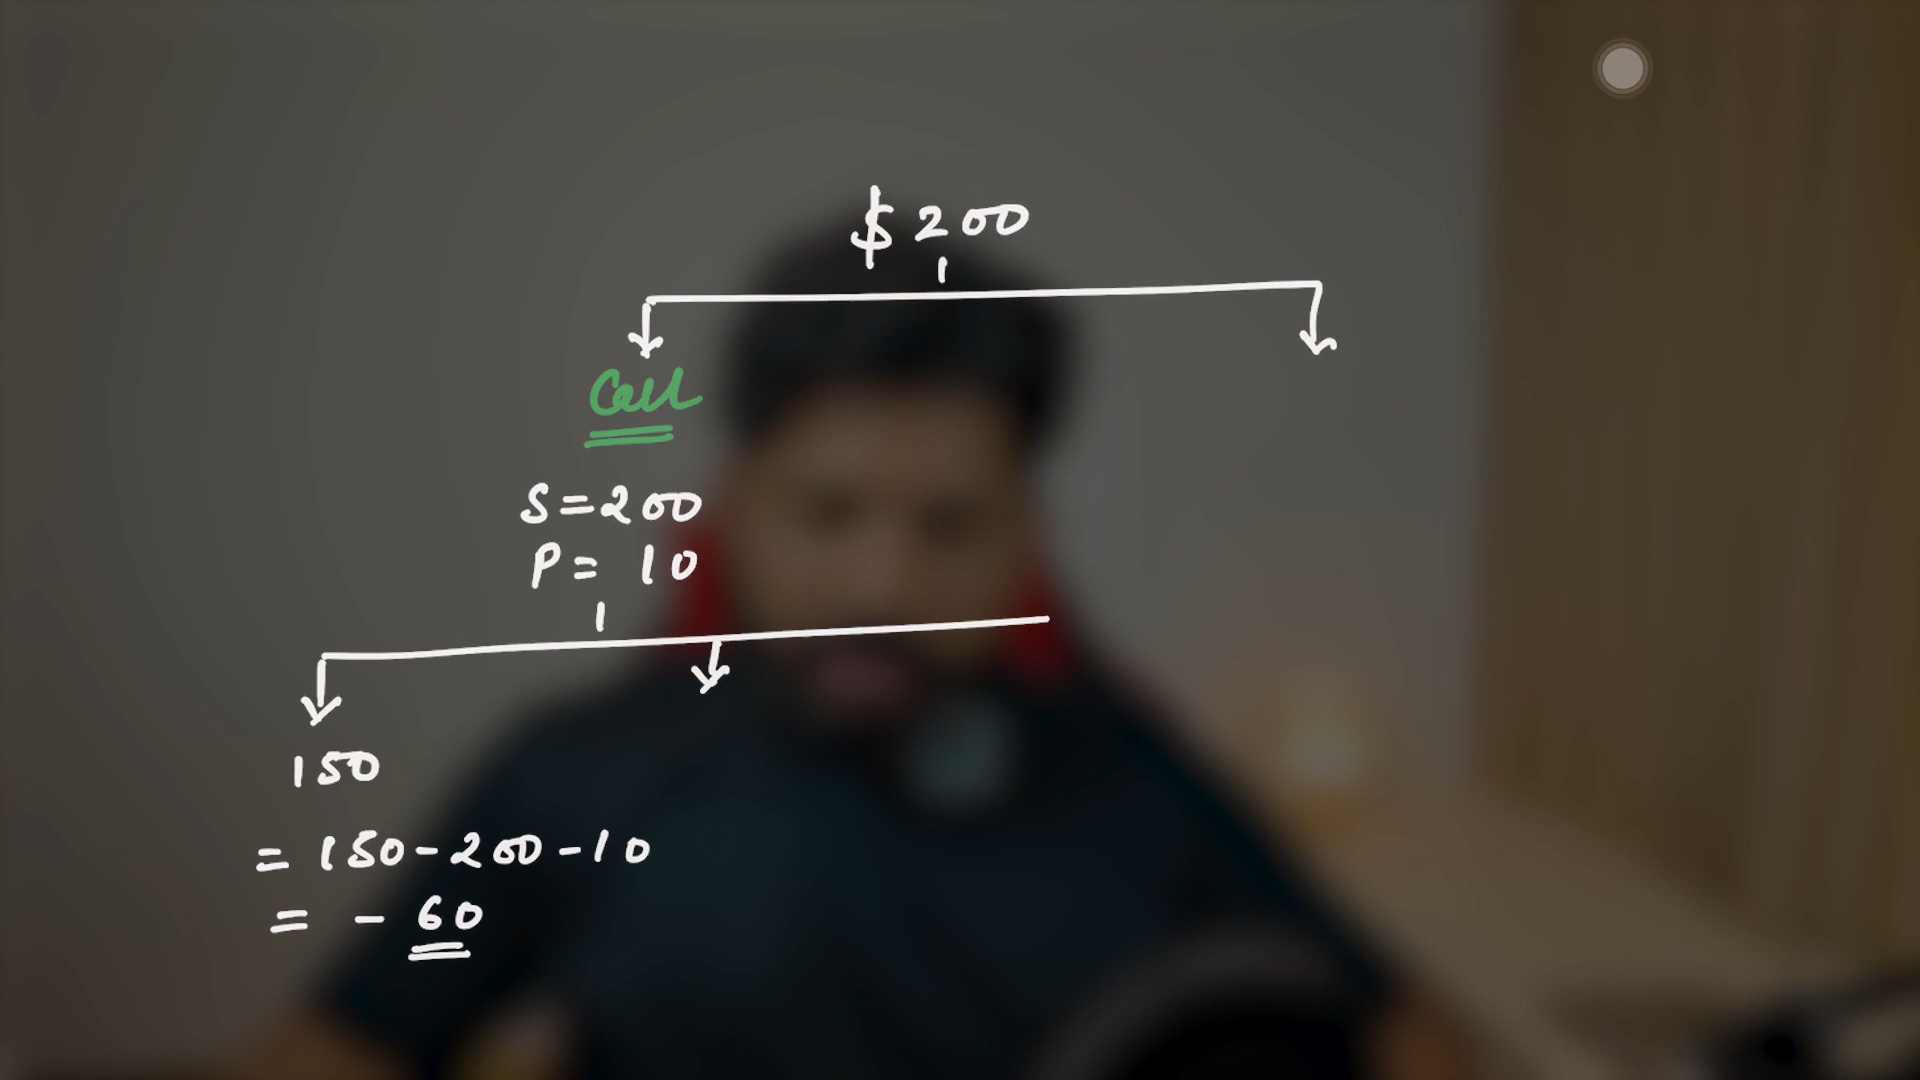 $ 200
Call
S = 200
P = 10
150
= 150 - 200 - 10
= - 60